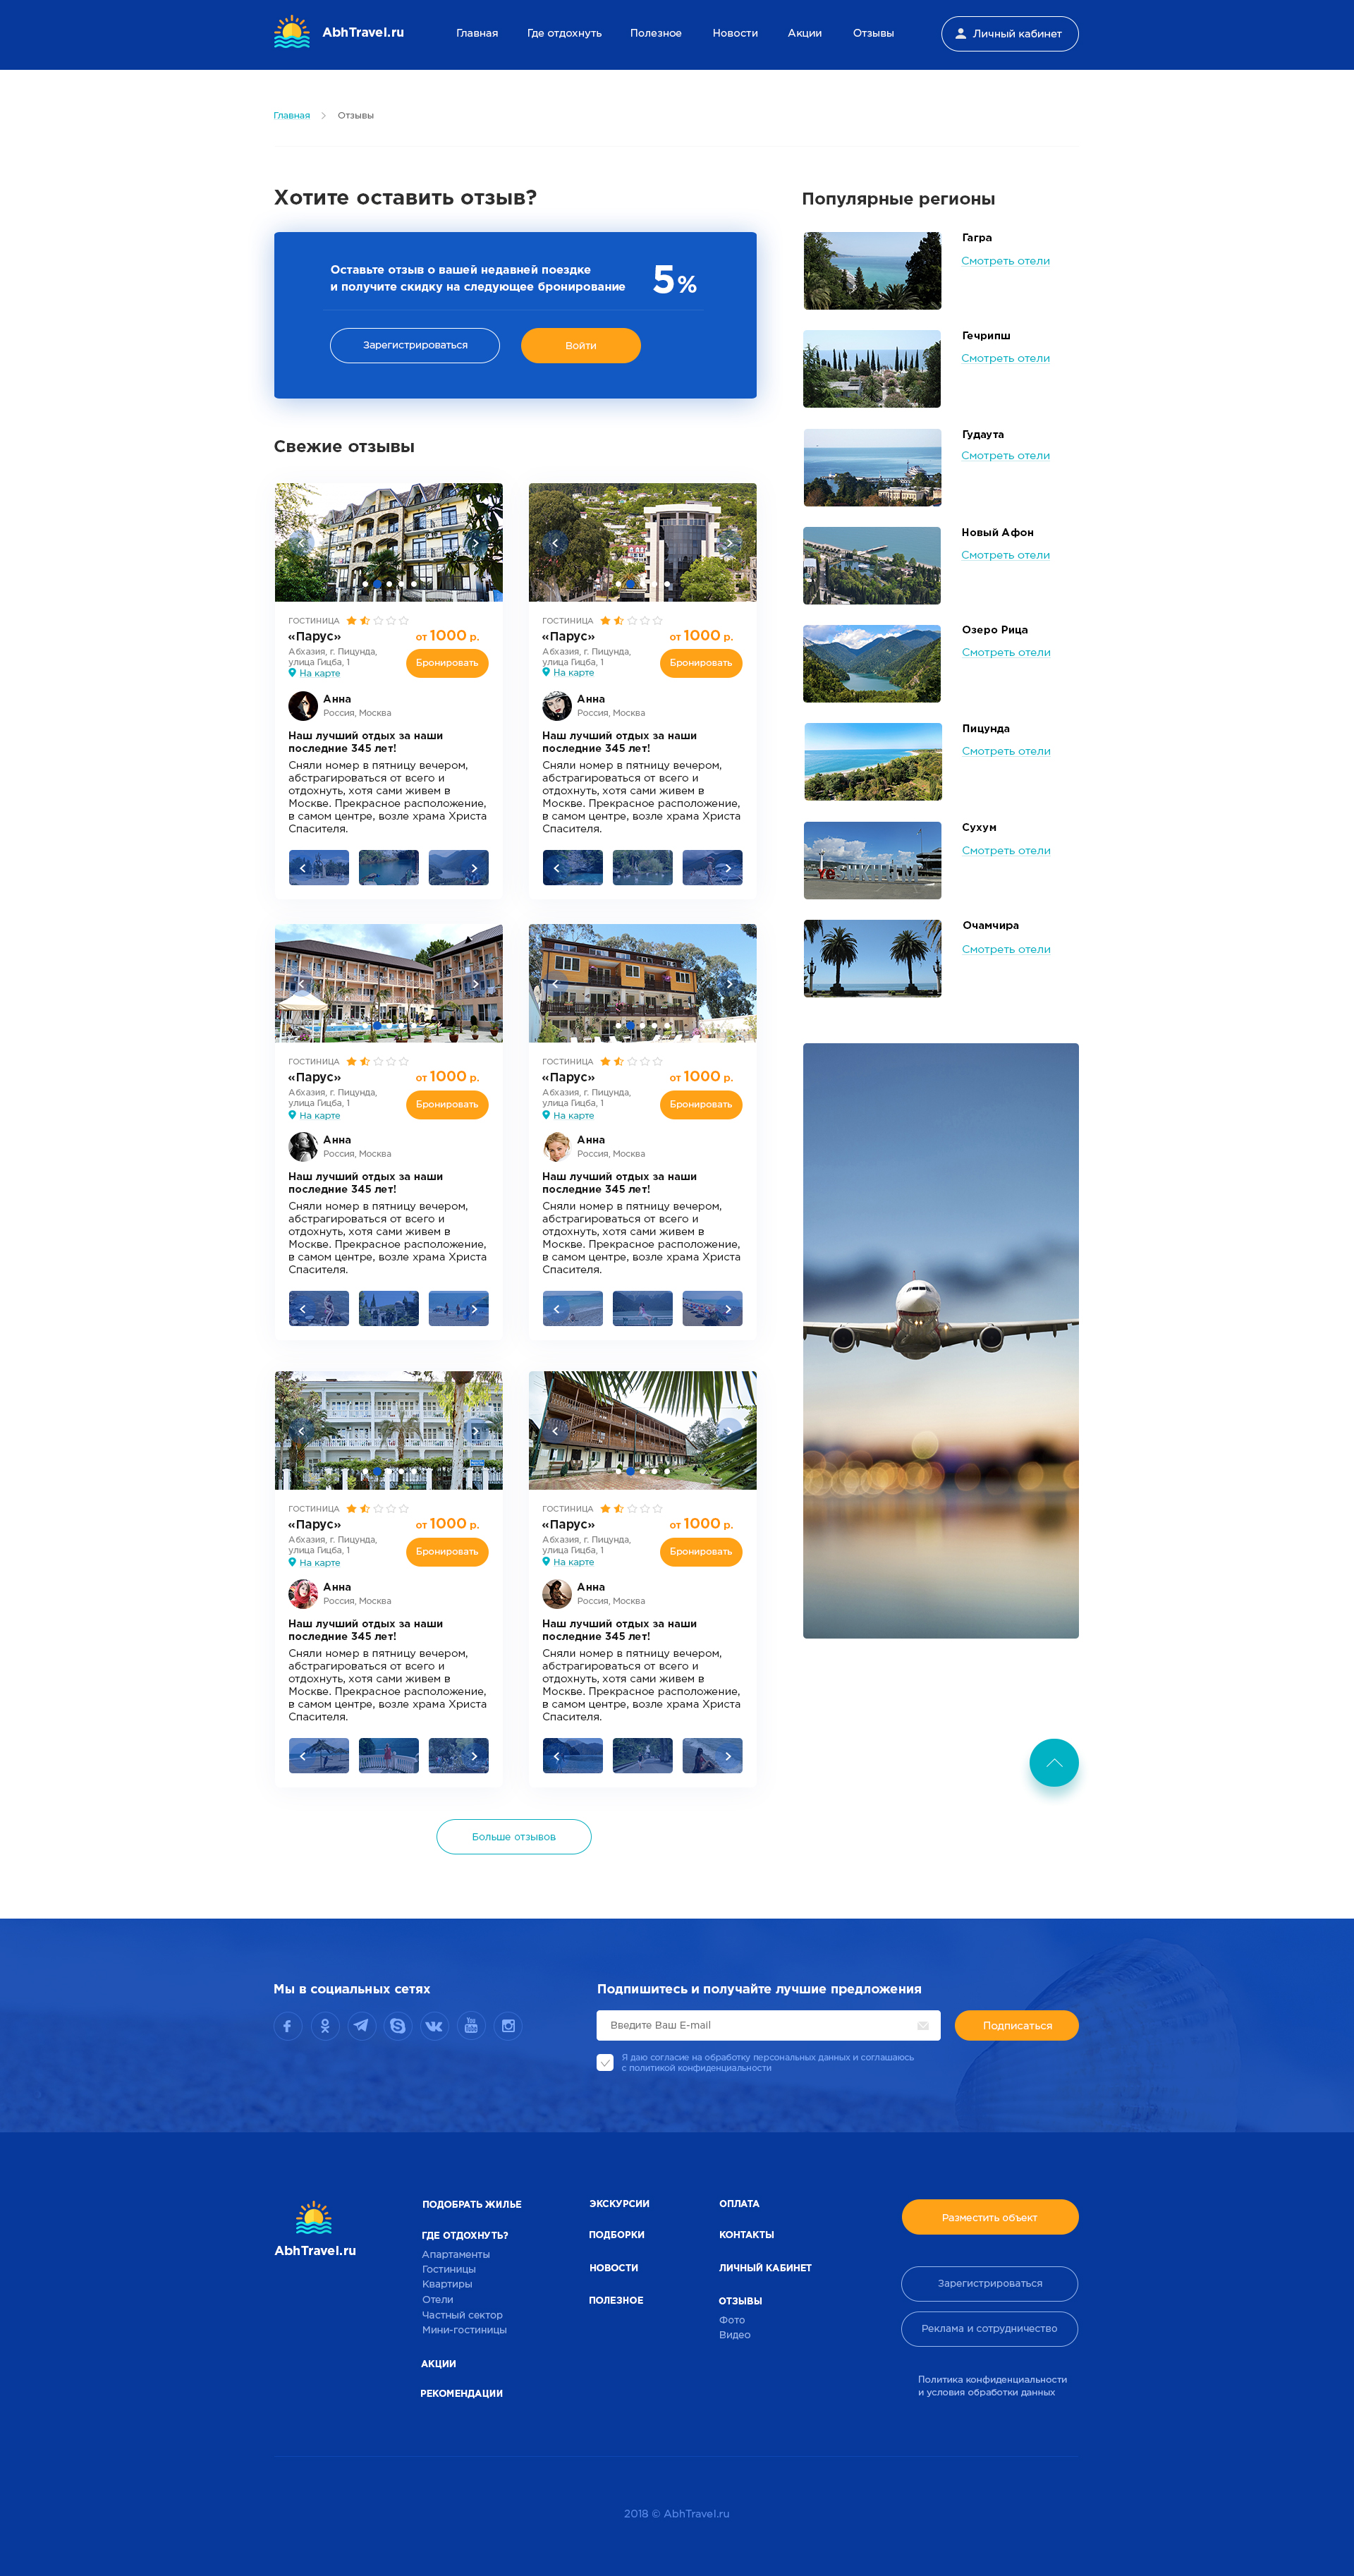 AbhTravel.ru
Главная
Где отдохнуть
Полезное
Новости
Акции
Отзывы
Личный кабинет
Главная
Отзывы
Хотите оставить отзыв?
Оставьте отзыв о вашей недавней поездке
и получите скидку на следующее бронирование
5%
Зарегистрироваться
Войти
Свежие отзывы
ГОСТИНИЦА
«Парус»
от 1000 р.
Абхазия, г. Пицунда,
улица Гицба, 1
На карте
Бронировать
Анна
Россия, Москва
Наш лучший отдых за наши
последние 345 лет!
Сняли номер в пятницу вечером,
абстрагироваться от всего и
отдохнуть, хотя сами живем в
Москве. Прекрасное расположение,
в самом центре, возле храма Христа
Спасителя.
ГОСТИНИЦА
«Парус»
от 1000 р.
Абхазия, г. Пицунда,
улица Гицба, 1
На карте
Бронировать
Анна
Россия, Москва
Наш лучший отдых за наши
последние 345 лет!
Сняли номер в пятницу вечером,
абстрагироваться от всего и
отдохнуть, хотя сами живем в
Москве. Прекрасное расположение,
в самом центре, возле храма Христа
Спасителя.
ГОСТИНИЦА
«Парус»
от 1000 р.
Абхазия, г. Пицунда,
улица Гицба, 1
На карте
Бронировать
Анна
Россия, Москва
Наш лучший отдых за наши
последние 345 лет!
Сняли номер в пятницу вечером,
абстрагироваться от всего и
отдохнуть, хотя сами живем в
Москве. Прекрасное расположение,
в самом центре, возле храма Христа
Спасителя.
ГОСТИНИЦА
«Парус»
от 1000 р.
Абхазия, г. Пицунда,
улица Гицба, 1
На карте
Бронировать
Анна
Россия, Москва
Наш лучший отдых за наши
последние 345 лет!
Сняли номер в пятницу вечером,
абстрагироваться от всего и
отдохнуть, хотя сами живем в
Москве. Прекрасное расположение,
в самом центре, возле храма Христа
Спасителя.
ГОСТИНИЦА
«Парус»
от 1000 р.
Абхазия, г. Пицунда,
улица Гицба, 1
На карте
Бронировать
Анна
Россия, Москва
Наш лучший отдых за наши
последние 345 лет!
Сняли номер в пятницу вечером,
абстрагироваться от всего и
отдохнуть, хотя сами живем в
Москве. Прекрасное расположение,
в самом центре, возле храма Христа
Спасителя.
ГОСТИНИЦА
«Парус»
от 1000 р.
Абхазия, г. Пицунда,
улица Гицба, 1
На карте
Бронировать
Анна
Россия, Москва
Наш лучший отдых за наши
последние 345 лет!
Сняли номер в пятницу вечером,
абстрагироваться от всего и
отдохнуть, хотя сами живем в
Москве. Прекрасное расположение,
в самом центре, возле храма Христа
Спасителя.
Больше отзывов
Популярные регионы
Гагра
Смотреть отели
Гечрипш
Смотреть отели
Гудаута
Смотреть отели
Новый Афон
Смотреть отели
Озеро Рица
Смотреть отели
Пицунда
Смотреть отели
Сухум
Смотреть отели
Очамчира
Смотреть отели
Мы в социальных сетях
You
Tube
Подпишитесь и получайте лучшие предложения
Введите Ваш E-mail
Подписаться
Я даю согласие на обработку персональных данных и соглашаюсь
с политикой конфиденциальности
AbhTravel.ru
ПОДОБРАТЬ ЖИЛЬЕ
ГДЕ ОТДОХНУТЬ?
Апартаменты
Гостиницы
Квартиры
Отели
Частный сектор
Мини-гостиницы
АКЦИИ
РЕКОМЕНДАЦИИ
ЭКСКУРСИИ
ПОДБОРКИ
НОВОСТИ
ПОЛЕЗНОЕ
ОПЛАТА
КОНТАКТЫ
ЛИЧНЫЙ КАБИНЕТ
ОТЗЫВЫ
Фото
Видео
Разместить объект
Зарегистрироваться
Реклама и сотрудничество
Политика конфиденциальности
и условия обработки данных
2018 © AbhTravel.ru